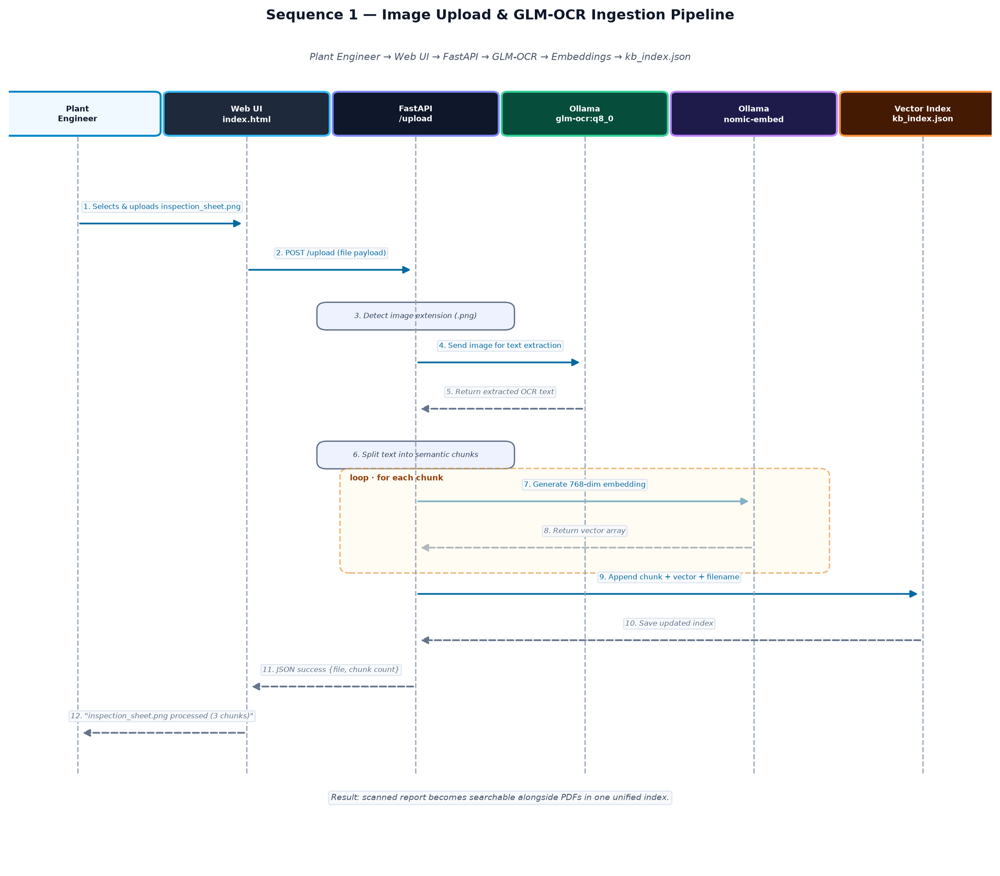 Sequence 1 — Image Upload & GLM-OCR Ingestion Pipeline
Plant Engineer → Web UI → FastAPI → GLM-OCR → Embeddings → kb_index.json
Plant
Engineer
Web UI
index.html
FastAPI
/upload
Ollama
glm-ocr:q8_0
Ollama
nomic-embed
Vector Index
kb_index.json
1. Selects & uploads inspection_sheet.png
2. POST /upload (file payload)
3. Detect image extension (.png)
4. Send image for text extraction
5. Return extracted OCR text
6. Split text into semantic chunks
loop · for each chunk
7. Generate 768-dim embedding
8. Return vector array
9. Append chunk + vector + filename
10. Save updated index
11. JSON success {file, chunk count}
12. "inspection_sheet.png processed (3 chunks)"
Result: scanned report becomes searchable alongside PDFs in one unified index.